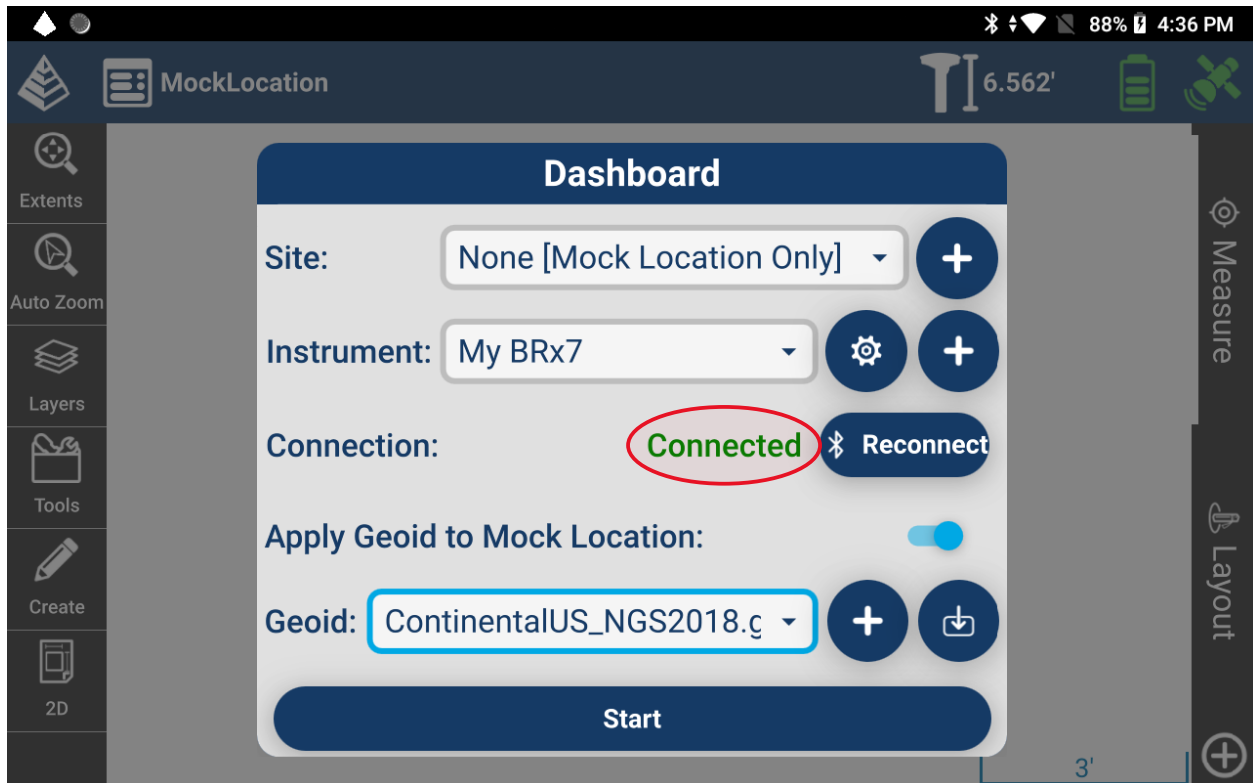 88% 4:36 PM
MockLocation
6.562'
Extents
Auto Zoom
Layers
Tools
Create
2D
Dashboard
Site: None [Mock Location Only]
Instrument: My BRx7
Connection: Connected Reconnect
Apply Geoid to Mock Location:
Geoid: ContinentalUS_NGS2018.g
Start
Measure
Layout
3'